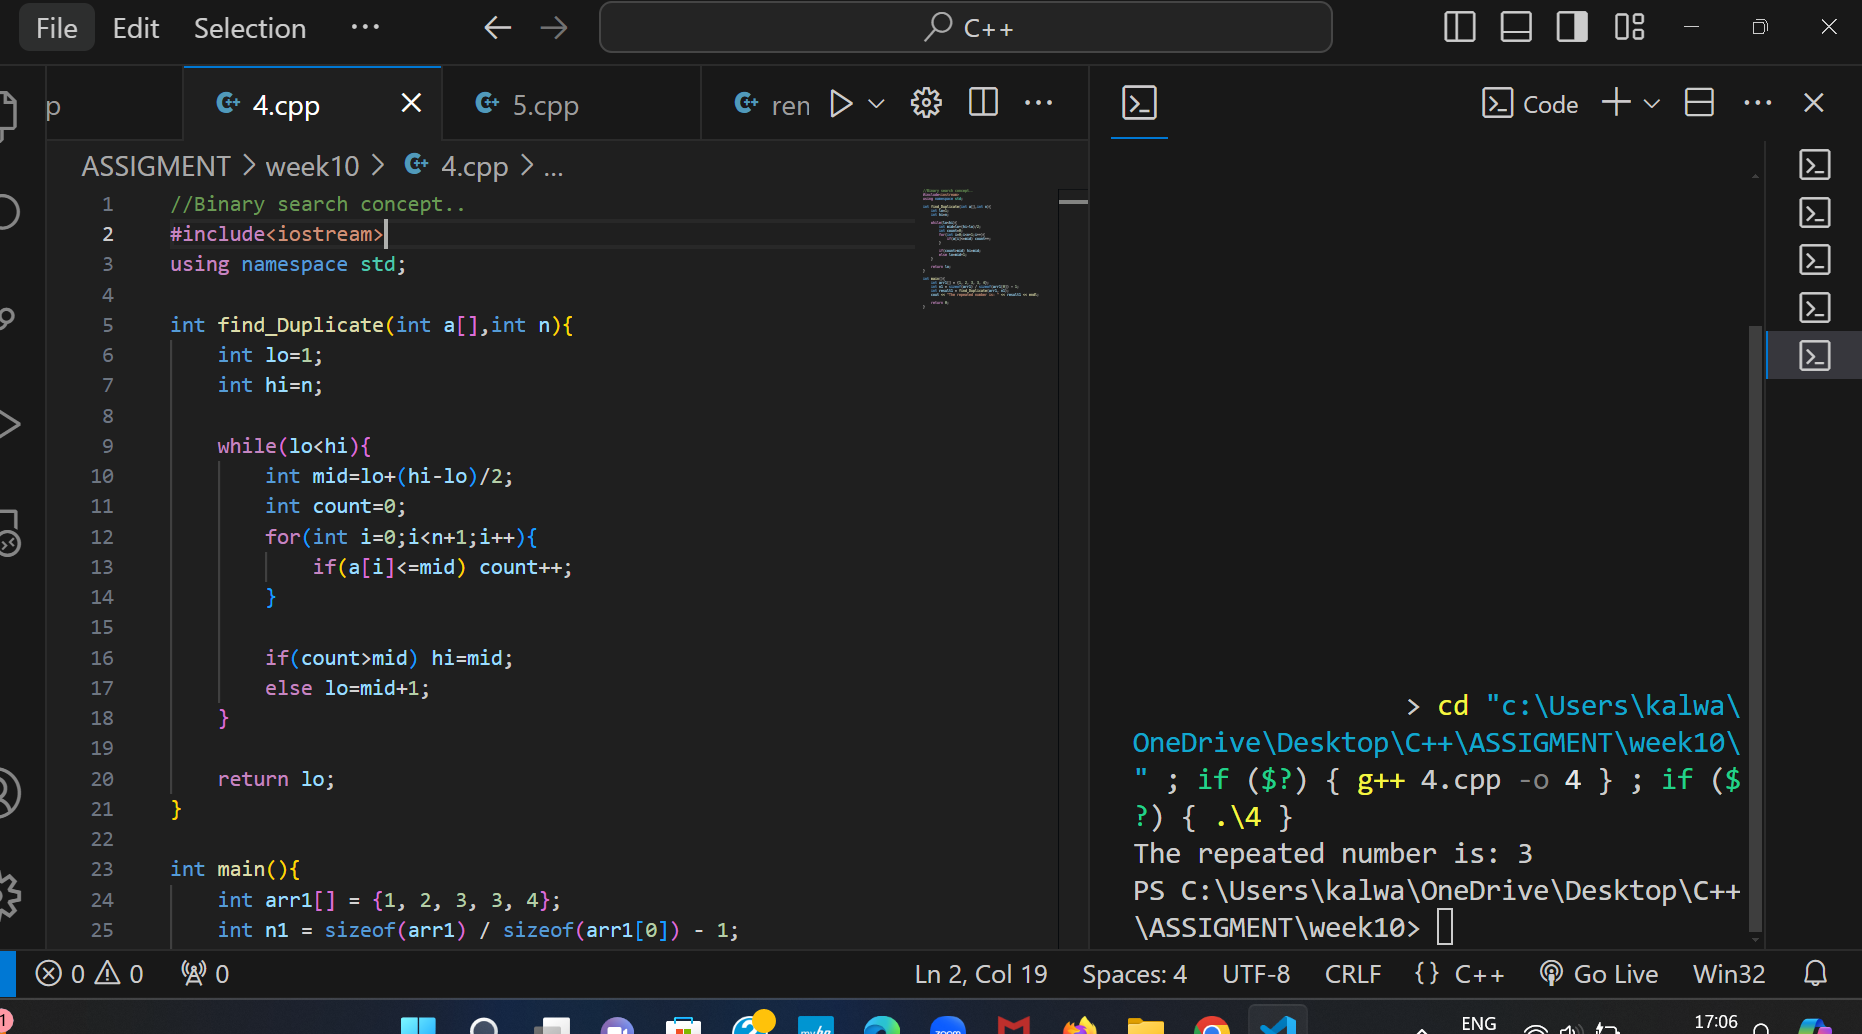 File Edit Selection ··· C++
p 4.cpp 5.cpp ren Code
ASSIGMENT > week10 > 4.cpp > ...
1 //Binary search concept..
2 #include<iostream>
3 using namespace std;
4
5 int find_Duplicate(int a[],int n){
6 int lo=1;
7 int hi=n;
8
9 while(lo<hi){
10 int mid=lo+(hi-lo)/2;
11 int count=0;
12 for(int i=0;i<n+1;i++){
13 if(a[i]<=mid) count++;
14 }
15
16 if(count>mid) hi=mid;
17 else lo=mid+1;
18 }
19
20 return lo;
21 }
22
23 int main(){
24 int arr1[] = {1, 2, 3, 3, 4};
25 int n1 = sizeof(arr1) / sizeof(arr1[0]) - 1;
> cd "c:\Users\kalwa\
OneDrive\Desktop\C++\ASSIGMENT\week10\
" ; if ($?) { g++ 4.cpp -o 4 } ; if ($
?) { .\4 }
The repeated number is: 3
PS C:\Users\kalwa\OneDrive\Desktop\C++
\ASSIGMENT\week10>
0 0 0 Ln 2, Col 19 Spaces: 4 UTF-8 CRLF {} C++ Go Live Win32
1 zoom ENG 17:06